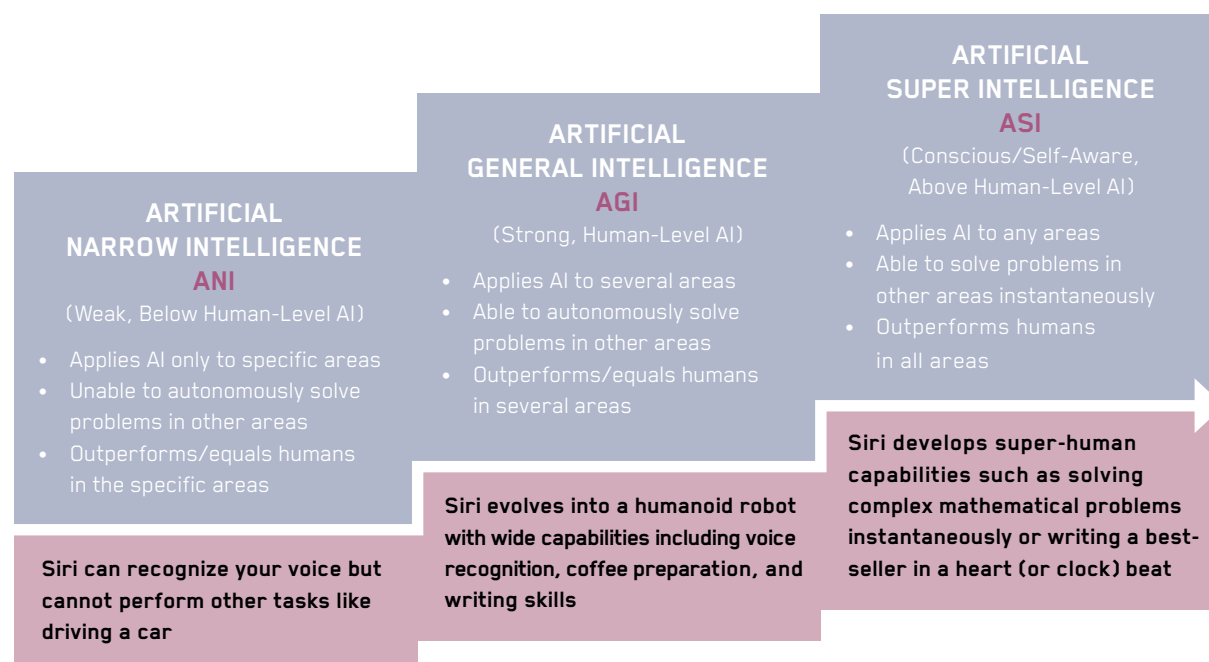 ARTIFICIAL
NARROW INTELLIGENCE
ANI
(Weak, Below Human-Level AI)
• Applies AI only to specific areas
• Unable to autonomously solve
problems in other areas
• Outperforms/equals humans
in the specific areas
Siri can recognize your voice but
cannot perform other tasks like
driving a car
ARTIFICIAL
GENERAL INTELLIGENCE
AGI
(Strong, Human-Level AI)
• Applies AI to several areas
• Able to autonomously solve
problems in other areas
• Outperforms/equals humans
in several areas
Siri evolves into a humanoid robot
with wide capabilities including voice
recognition, coffee preparation, and
writing skills
ARTIFICIAL
SUPER INTELLIGENCE
ASI
(Conscious/Self-Aware,
Above Human-Level AI)
• Applies AI to any areas
• Able to solve problems in
other areas instantaneously
• Outperforms humans
in all areas
Siri develops super-human
capabilities such as solving
complex mathematical problems
instantaneously or writing a best-
seller in a heart (or clock) beat